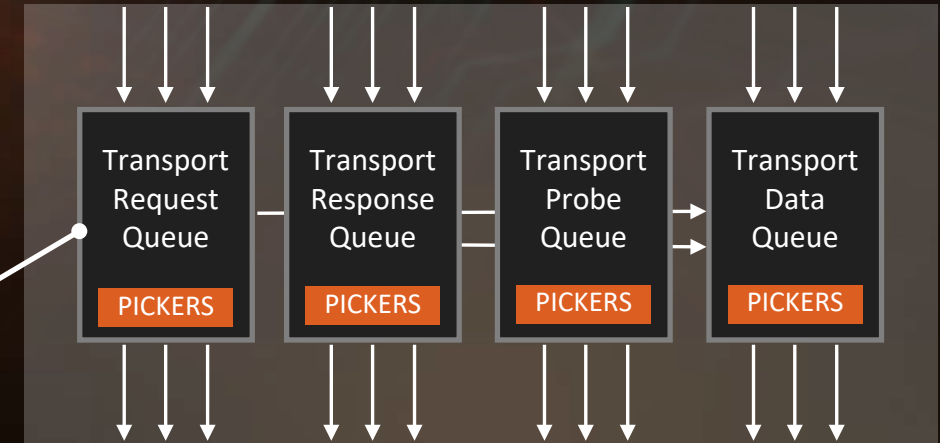 Transport
Request
Queue
PICKERS
Transport
Response
Queue
PICKERS
Transport
Probe
Queue
PICKERS
Transport
Data
Queue
PICKERS